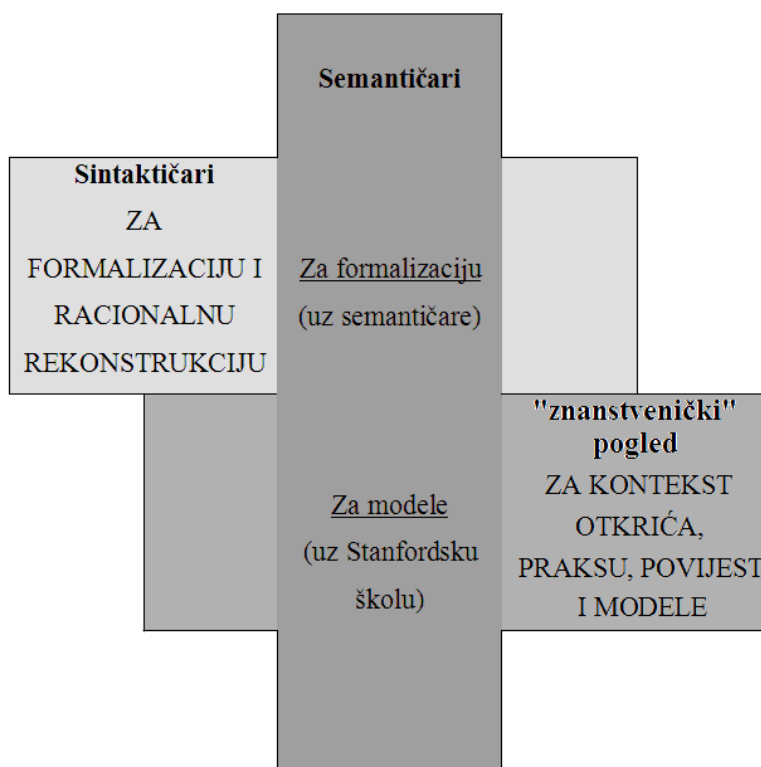 Semantičari
Sintaktičari
ZA
FORMALIZACIJU I
RACIONALNU
REKONSTRUKCIJU
Za formalizaciju
(uz semantičare)
"znanstvenički"
pogled
ZA KONTEKST
OTKRIĆA,
PRAKSU, POVIJEST
I MODELE
Za modele
(uz Stanfordsku
školu)